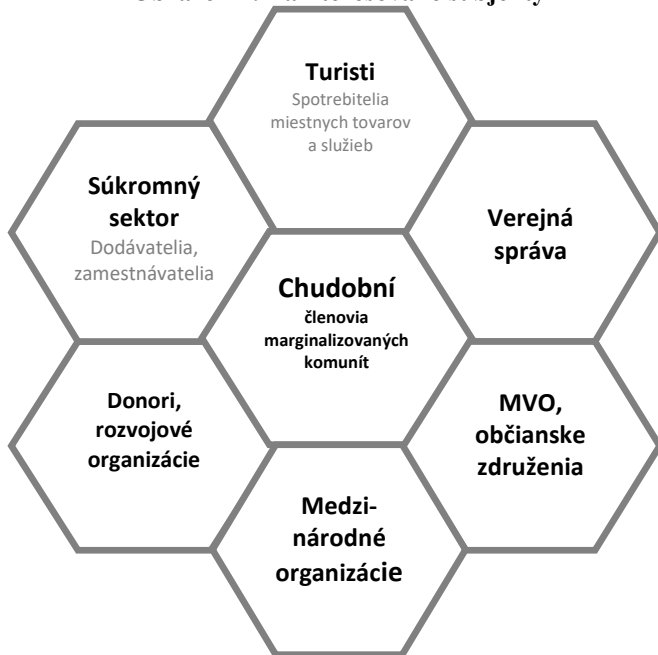 Turisti
Spotrebitelia
miestnych tovarov
a služieb
Súkromný
sektor
Dodávatelia,
zamestnávatelia
Verejná
správa
Chudobní
členovia
marginalizovaných
komunít
Donori,
rozvojové
organizácie
MVO,
občianske
združenia
Medzi-
národné
organizácie